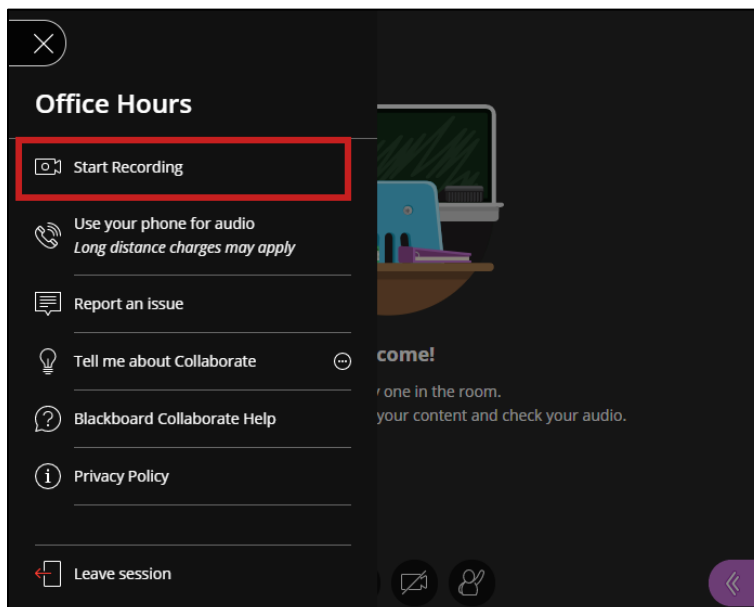 Office Hours
Start Recording
Use your phone for audio
Long distance charges may apply
Report an issue
Tell me about Collaborate
Blackboard Collaborate Help
Privacy Policy
Leave session
come!
one in the room.
your content and check your audio.